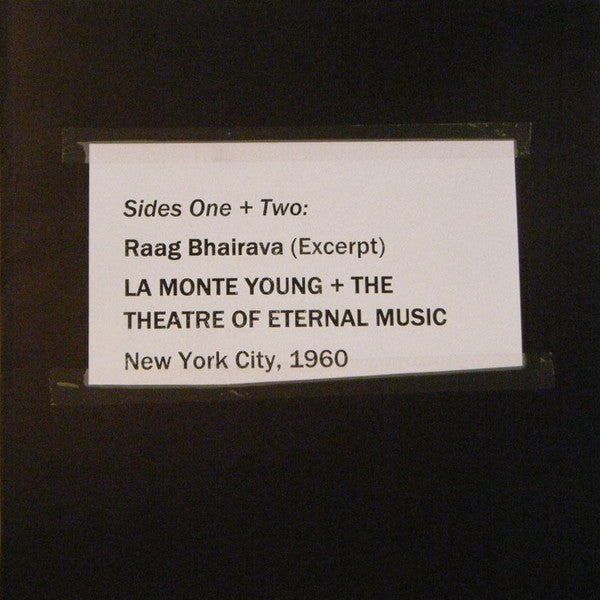 Sides One + Two:
Raag Bhairava (Excerpt)
LA MONTE YOUNG + THE
THEATRE OF ETERNAL MUSIC
New York City, 1960